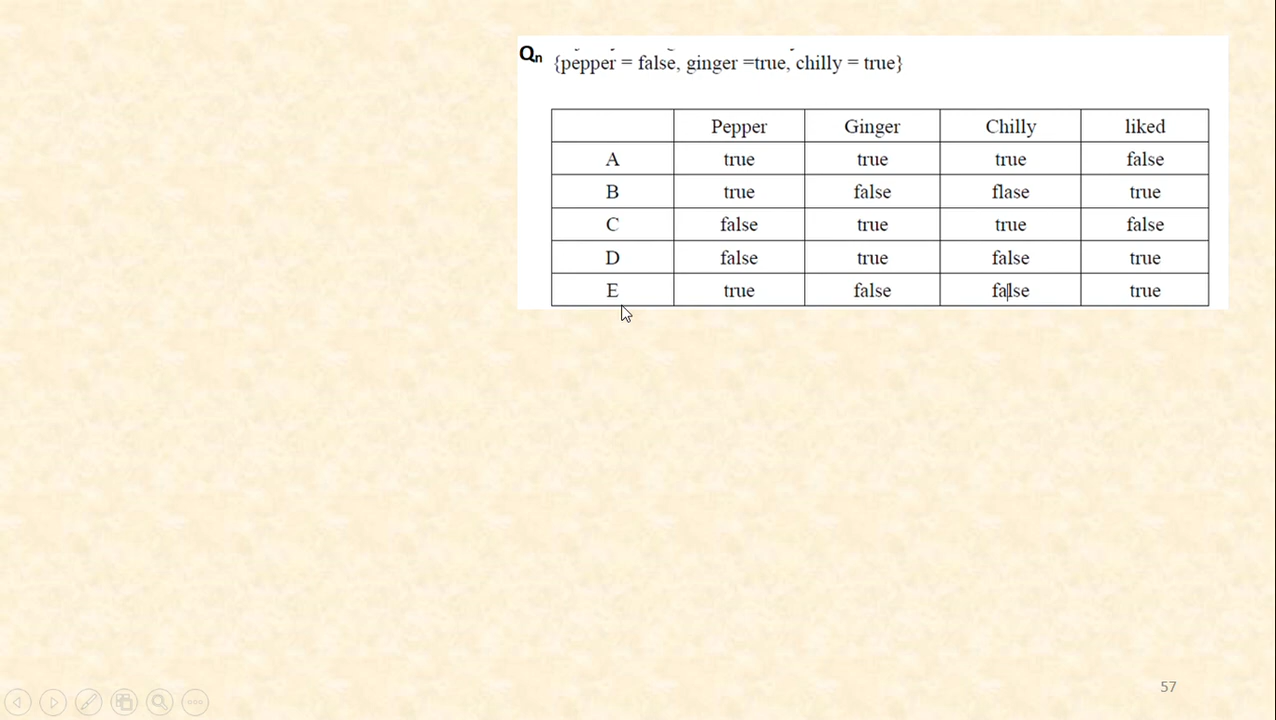 Qn
{pepper = false, ginger =true, chilly = true}
Pepper Ginger Chilly liked
A true true true false
B true false flase true
C false true true false
D false true false true
E true false false true
57